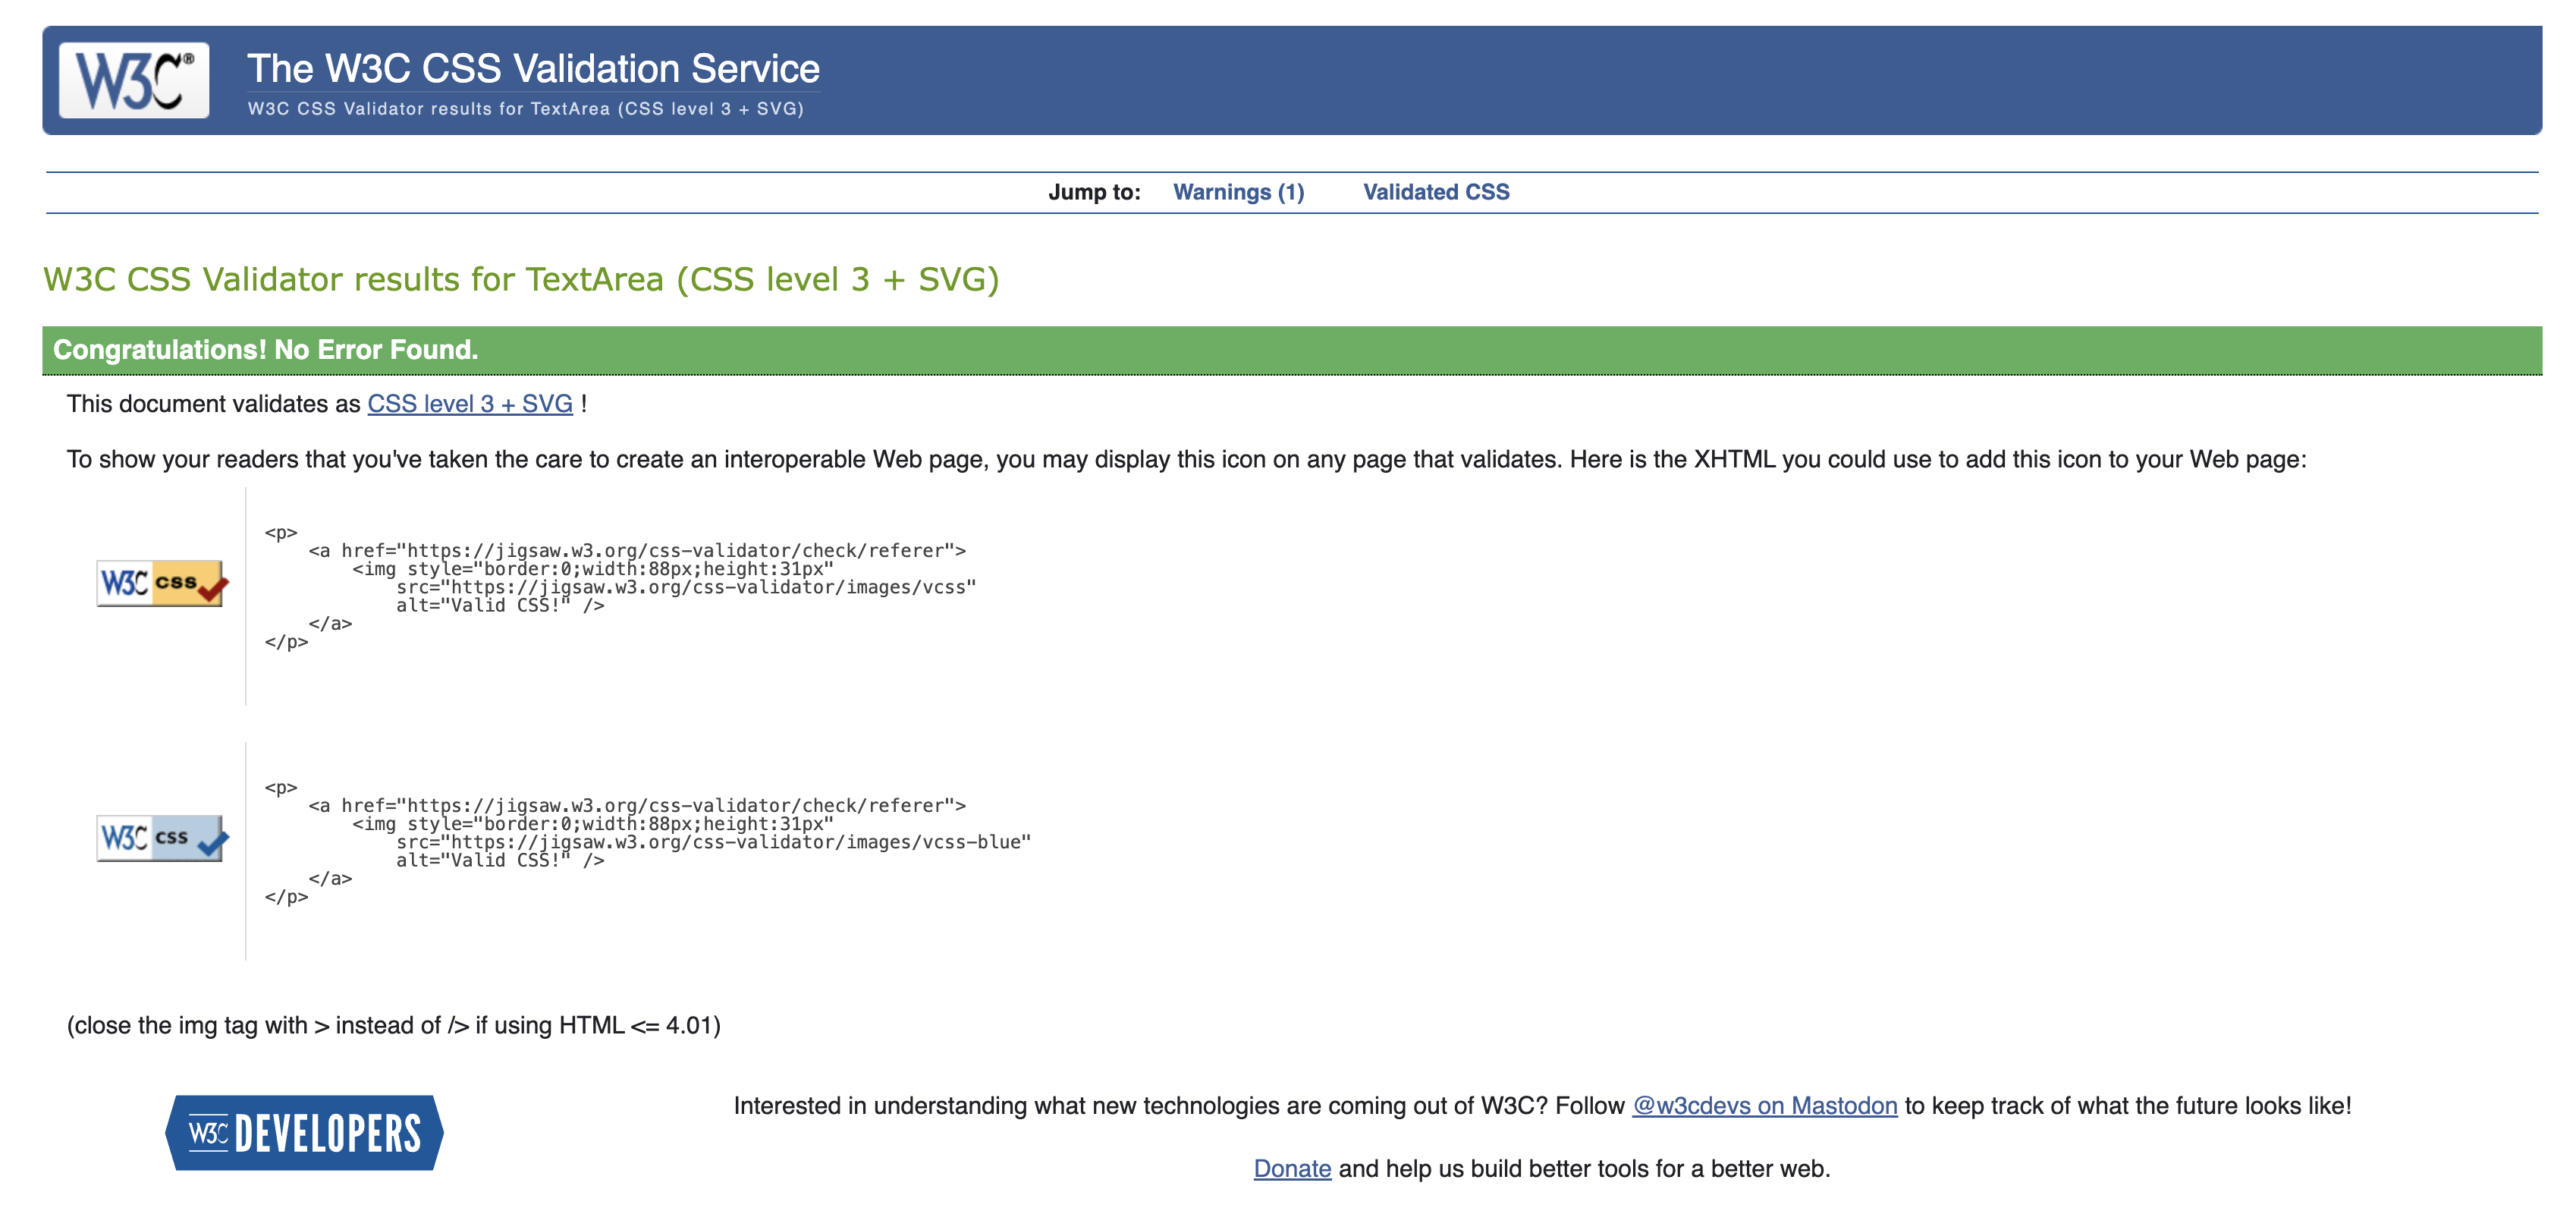 W3C®
The W3C CSS Validation Service
W3C CSS Validator results for TextArea (CSS level 3 + SVG)
Jump to: Warnings (1) Validated CSS
W3C CSS Validator results for TextArea (CSS level 3 + SVG)
Congratulations! No Error Found.
This document validates as CSS level 3 + SVG !
To show your readers that you've taken the care to create an interoperable Web page, you may display this icon on any page that validates. Here is the XHTML you could use to add this icon to your Web page:
W3C css
<p>
    <a href="https://jigsaw.w3.org/css-validator/check/referer">
        <img style="border:0;width:88px;height:31px"
            src="https://jigsaw.w3.org/css-validator/images/vcss"
            alt="Valid CSS!" />
    </a>
</p>
W3C css
<p>
    <a href="https://jigsaw.w3.org/css-validator/check/referer">
        <img style="border:0;width:88px;height:31px"
            src="https://jigsaw.w3.org/css-validator/images/vcss-blue"
            alt="Valid CSS!" />
    </a>
</p>
(close the img tag with > instead of /> if using HTML <= 4.01)
W3C DEVELOPERS
Interested in understanding what new technologies are coming out of W3C? Follow @w3cdevs on Mastodon to keep track of what the future looks like!
Donate and help us build better tools for a better web.